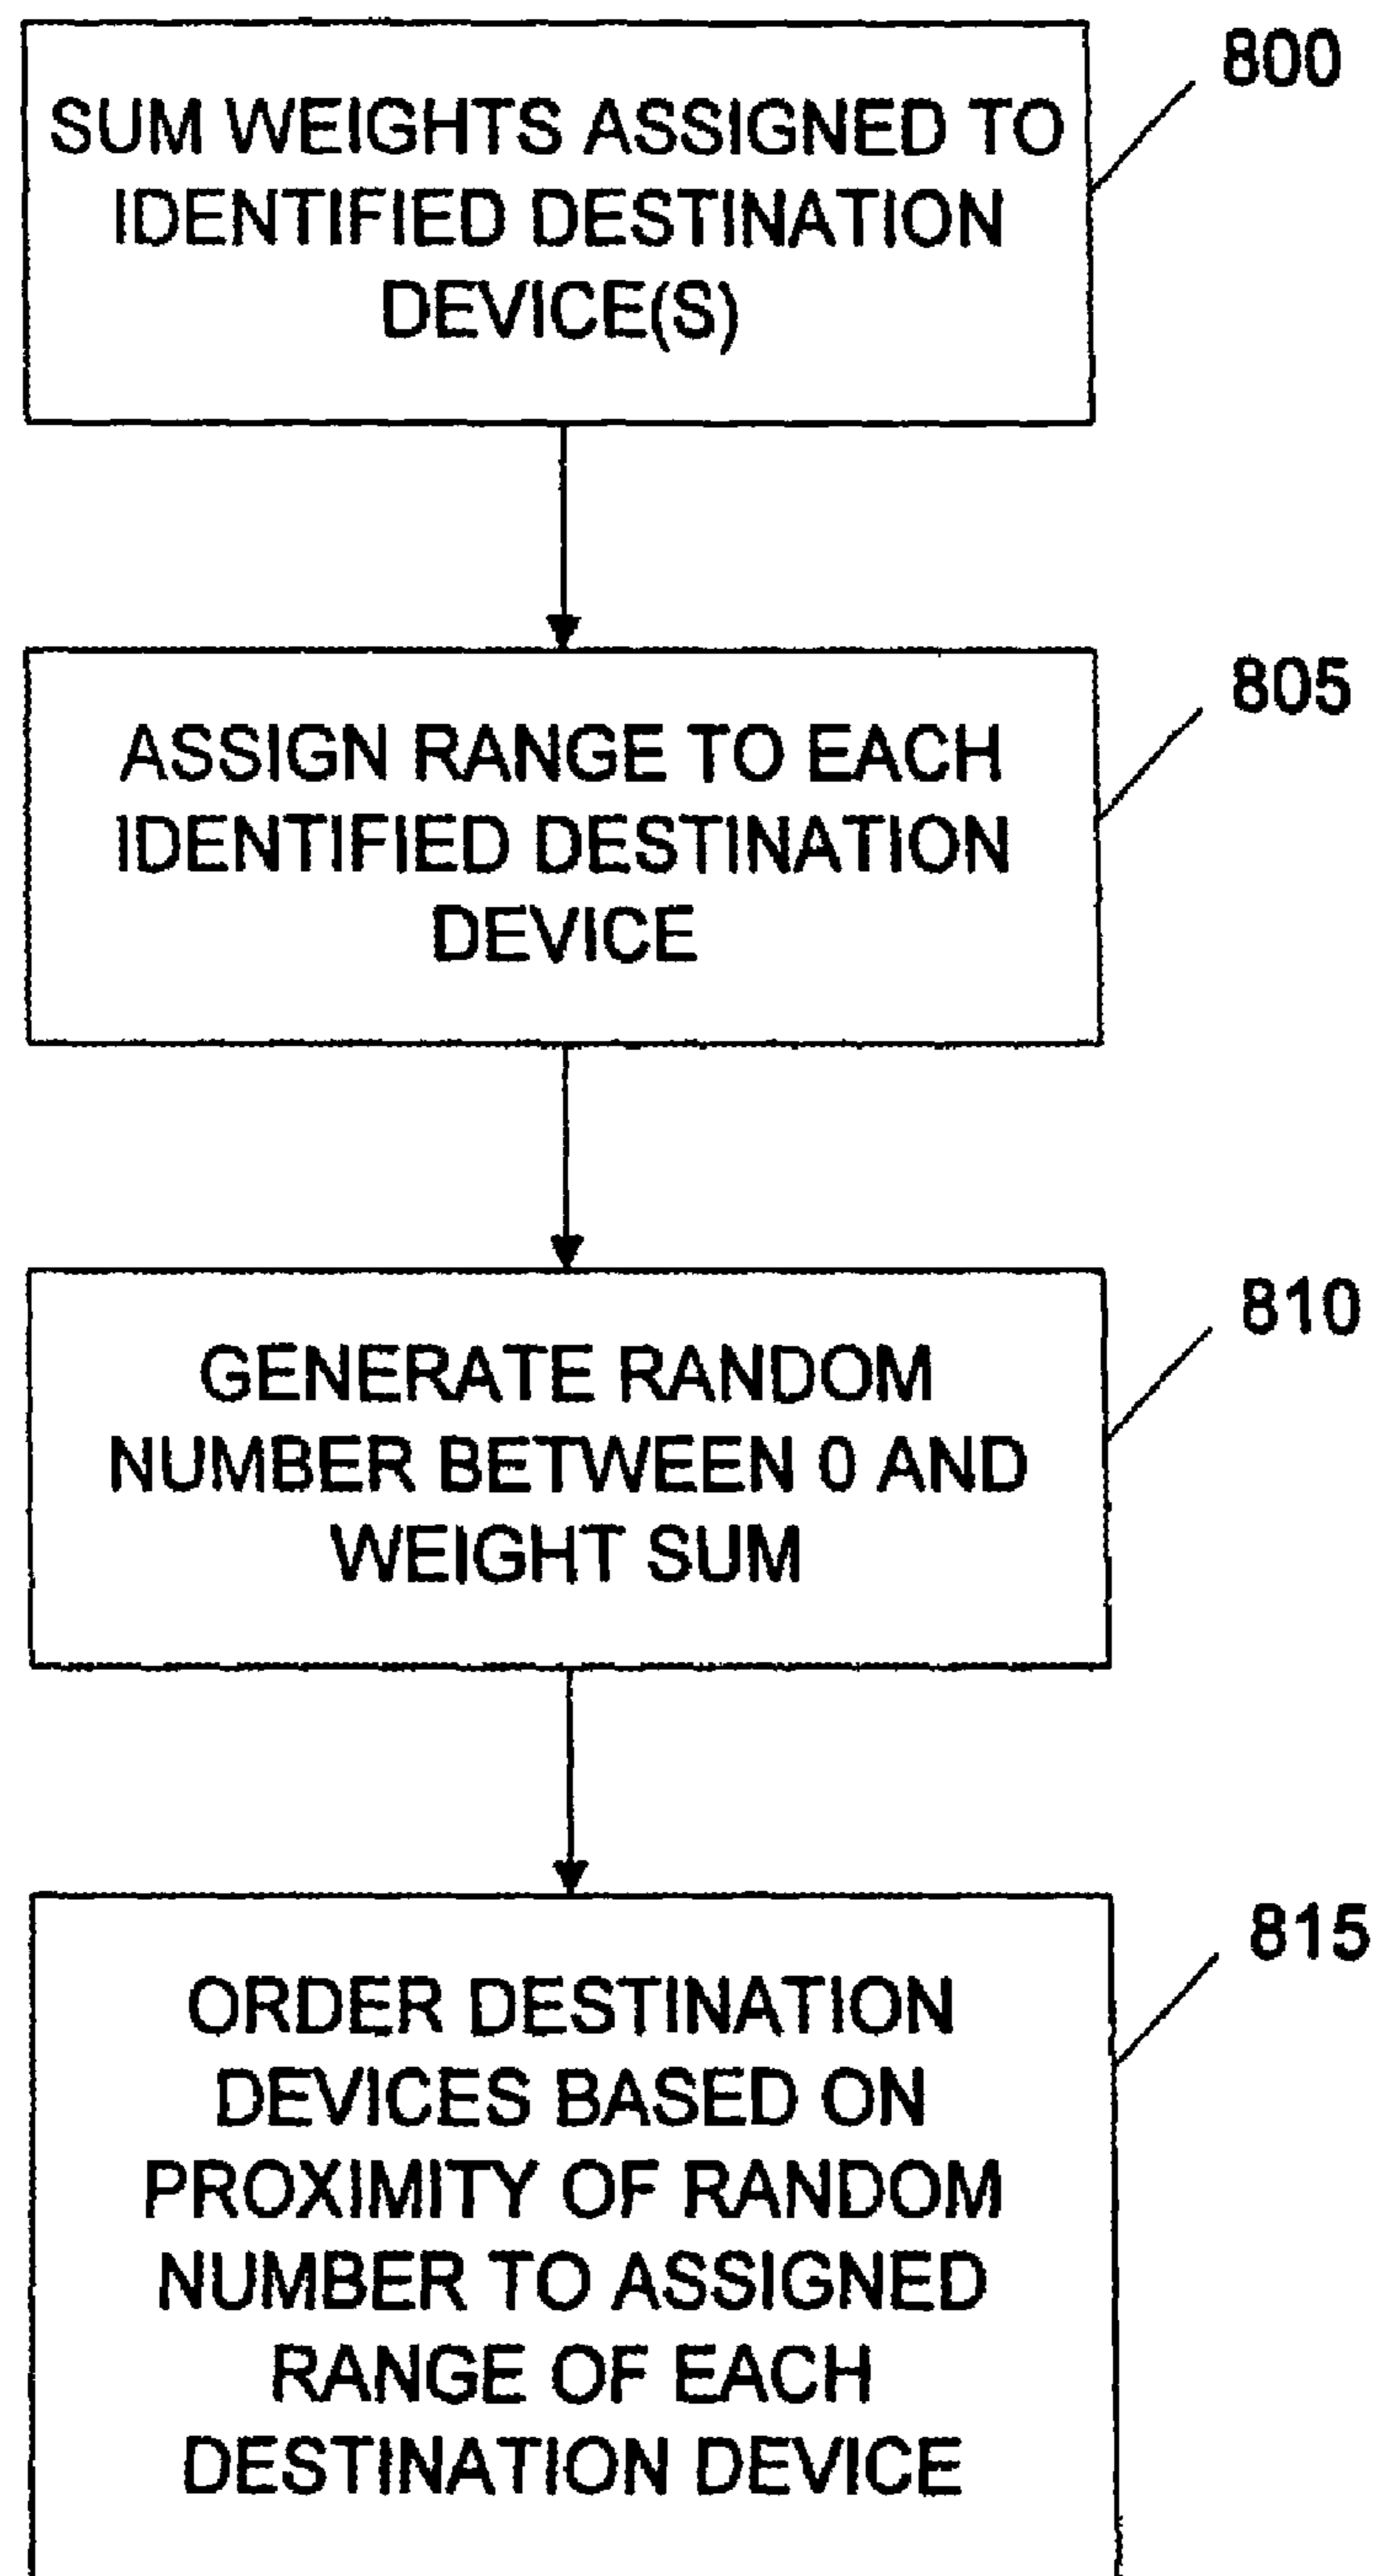 800
SUM WEIGHTS ASSIGNED TO
IDENTIFIED DESTINATION
DEVICE(S)
805
ASSIGN RANGE TO EACH
IDENTIFIED DESTINATION
DEVICE
810
GENERATE RANDOM
NUMBER BETWEEN 0 AND
WEIGHT SUM
815
ORDER DESTINATION
DEVICES BASED ON
PROXIMITY OF RANDOM
NUMBER TO ASSIGNED
RANGE OF EACH
DESTINATION DEVICE